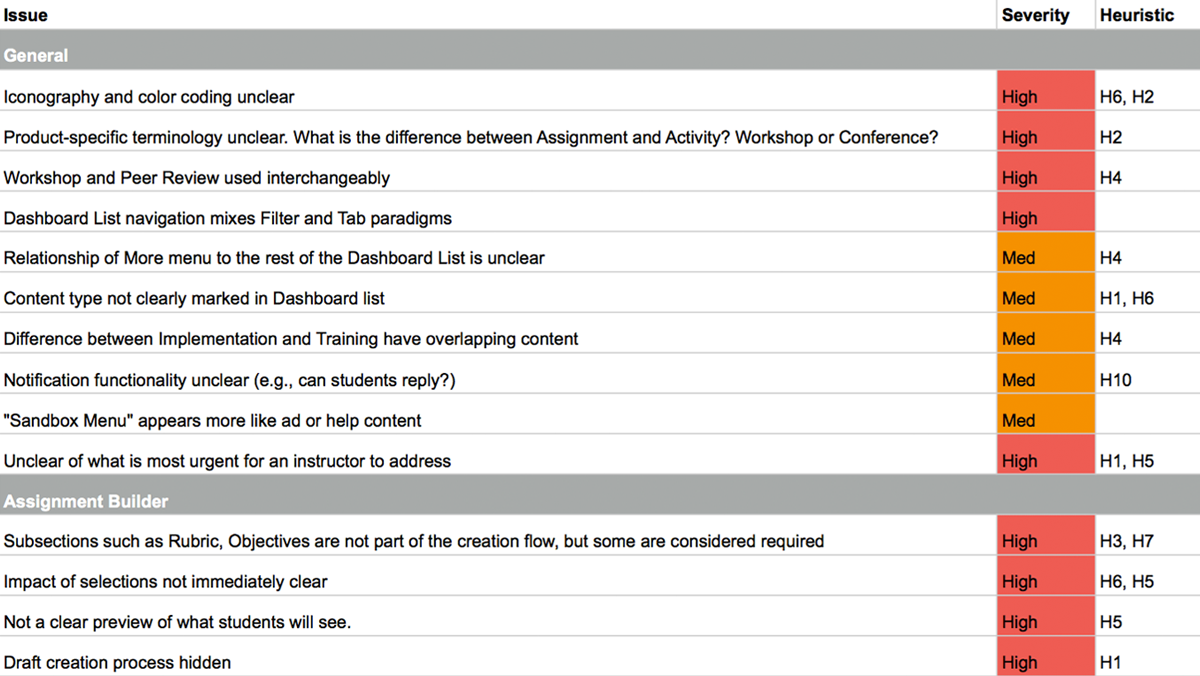 Issue Severity Heuristic
General
Iconography and color coding unclear High H6, H2
Product-specific terminology unclear. What is the difference between Assignment and Activity? Workshop or Conference? High H2
Workshop and Peer Review used interchangeably High H4
Dashboard List navigation mixes Filter and Tab paradigms High
Relationship of More menu to the rest of the Dashboard List is unclear Med H4
Content type not clearly marked in Dashboard list Med H1, H6
Difference between Implementation and Training have overlapping content Med H4
Notification functionality unclear (e.g., can students reply?) Med H10
"Sandbox Menu" appears more like ad or help content Med
Unclear of what is most urgent for an instructor to address High H1, H5
Assignment Builder
Subsections such as Rubric, Objectives are not part of the creation flow, but some are considered required High H3, H7
Impact of selections not immediately clear High H6, H5
Not a clear preview of what students will see. High H5
Draft creation process hidden High H1